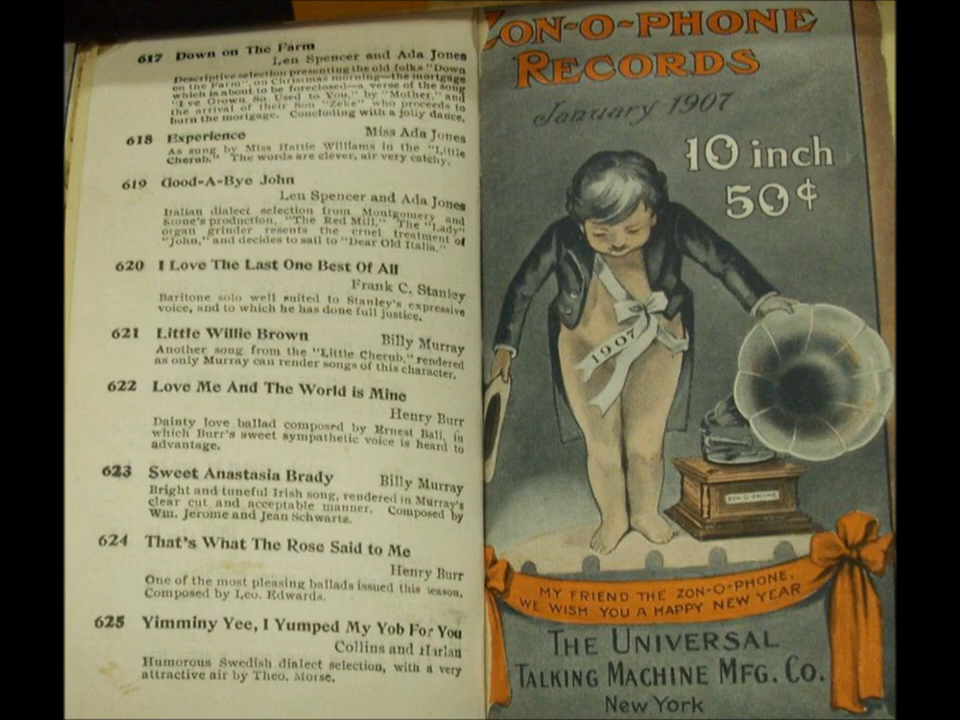 617 Down on The Farm
Len Spencer and Ada Jones
Descriptive selection presenting the old folks "Down
on the Farm", on Christmas morning—the mortgage
which is about to be foreclosed—a verse of the song
"I've Grown So Used to You," by "Mother," and
the arrival of their Son "Zeke" who proceeds to
burn the mortgage. Concluding with a jolly dance.
618 Experience Miss Ada Jones
As sung by Miss Hattie Williams in the "Little
Cherub." The words are clever, air very catchy.
619 Good-A-Bye John
Len Spencer and Ada Jones
Italian dialect selection from Montgomery and
Stone's production, "The Red Mill." The "Lady"
organ grinder resents the cruel treatment of
"John," and decides to sail to "Dear Old Italia."
620 I Love The Last One Best Of All
Frank C. Stanley
Baritone solo well suited to Stanley's expressive
voice, and to which he has done full justice.
621 Little Willie Brown Billy Murray
Another song from the "Little Cherub," rendered
as only Murray can render songs of this character.
622 Love Me And The World is Mine
Henry Burr
Dainty love ballad composed by Ernest Ball, in
which Burr's sweet sympathetic voice is heard to
advantage.
623 Sweet Anastasia Brady Billy Murray
Bright and tuneful Irish song, rendered in Murray's
clear cut and acceptable manner. Composed by
Wm. Jerome and Jean Schwartz.
624 That's What The Rose Said to Me
Henry Burr
One of the most pleasing ballads issued this season.
Composed by Leo. Edwards.
625 Yimminy Yee, I Yumped My Yob For You
Collins and Harlan
Humorous Swedish dialect selection, with a very
attractive air by Theo. Morse.
ZON-O-PHONE
RECORDS
January 1907
10 inch
50¢
1907
ZON-O-PHONE
MY FRIEND THE ZON-O-PHONE,
WE WISH YOU A HAPPY NEW YEAR
THE UNIVERSAL
TALKING MACHINE MFG. CO.
New York